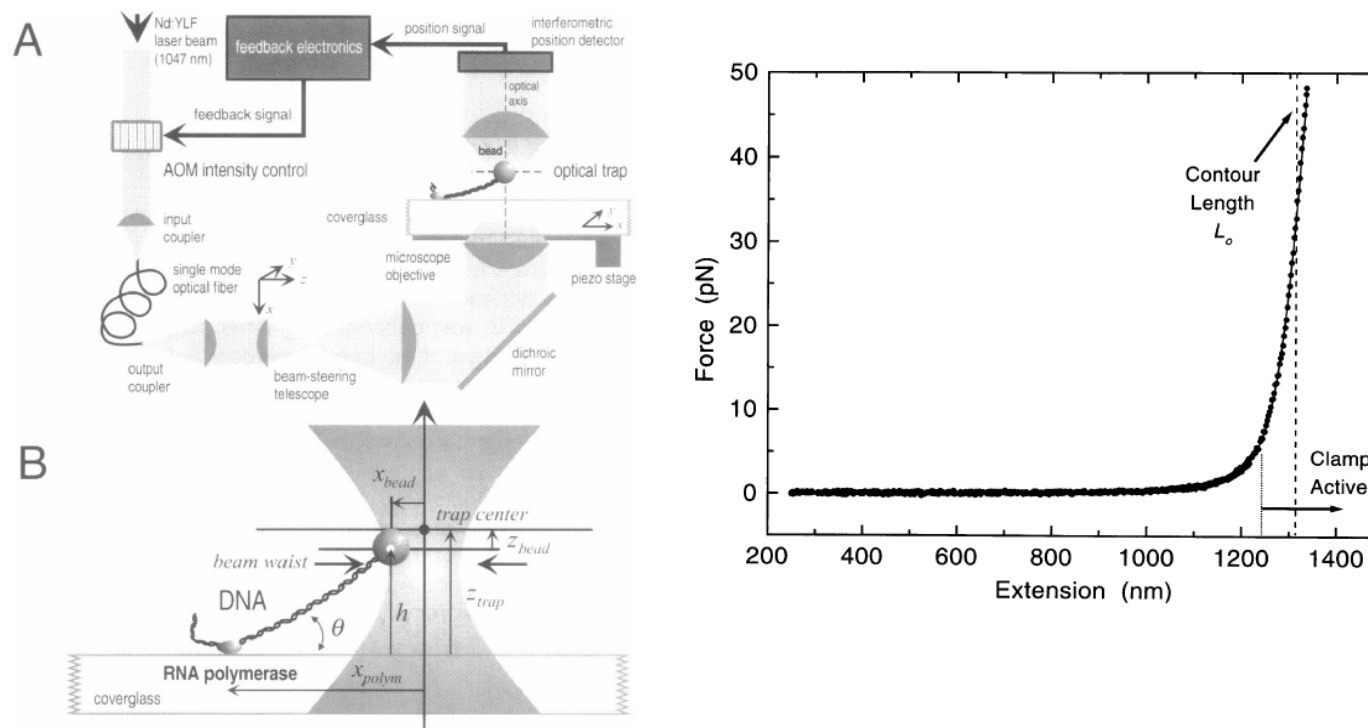 A
Nd:YLF
laser beam
(1047 nm)
feedback electronics
position signal
interferometric
position detector
optical
axis
feedback signal
bead
AOM intensity control
optical trap
coverglass
y
x
input
coupler
microscope
objective
piezo stage
single mode
optical fiber
y
z
x
dichroic
mirror
output
coupler
beam-steering
telescope
B
x_bead
trap center
z_bead
beam waist
DNA
h
z_trap
θ
RNA polymerase
x_polym
coverglass
50
40
30
20
10
0
Force (pN)
Contour
Length
L_o
Clamp
Active
200 400 600 800 1000 1200 1400
Extension (nm)